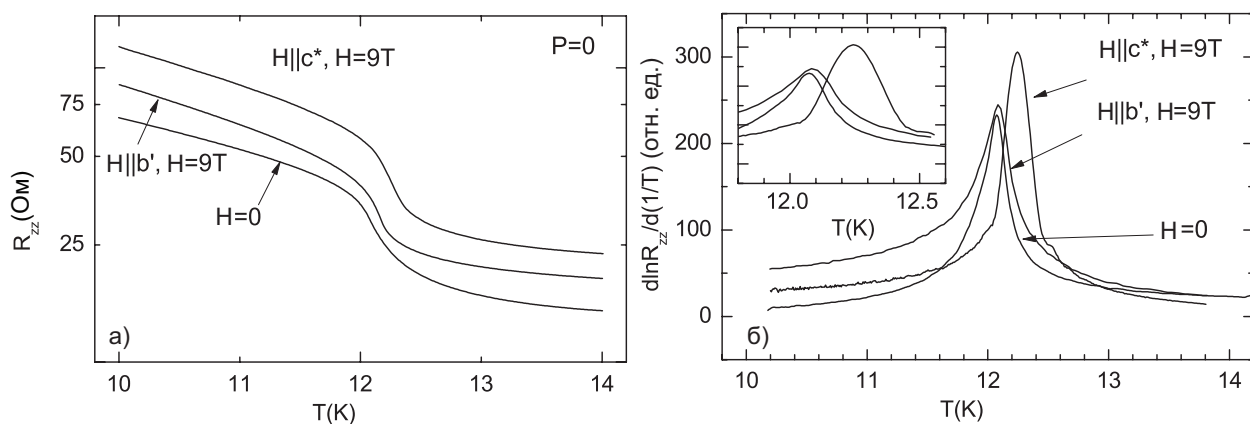 P=0
H||c*, H=9T
H||b', H=9T
H=0
75
50
25
R_zz(Ом)
а)
10 11 12 13 14
T(K)
H||c*, H=9T
H||b', H=9T
H=0
12.0 12.5
T(K)
300
200
100
0
dlnR_zz/d(1/T) (отн. ед.)
б)
10 11 12 13 14
T(K)